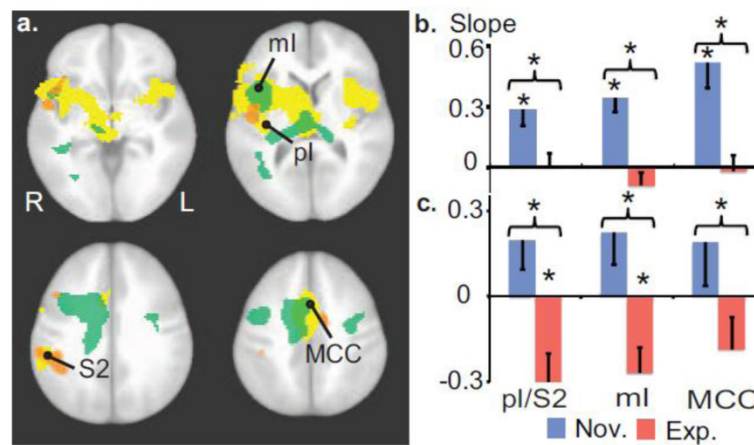 a.
mI
pI
R
L
S2
MCC
b. Slope
0.6
0.3
0
* * * * * *
c.
0.3
0
-0.3
* * * * *
pI/S2 mI MCC
Nov. Exp.